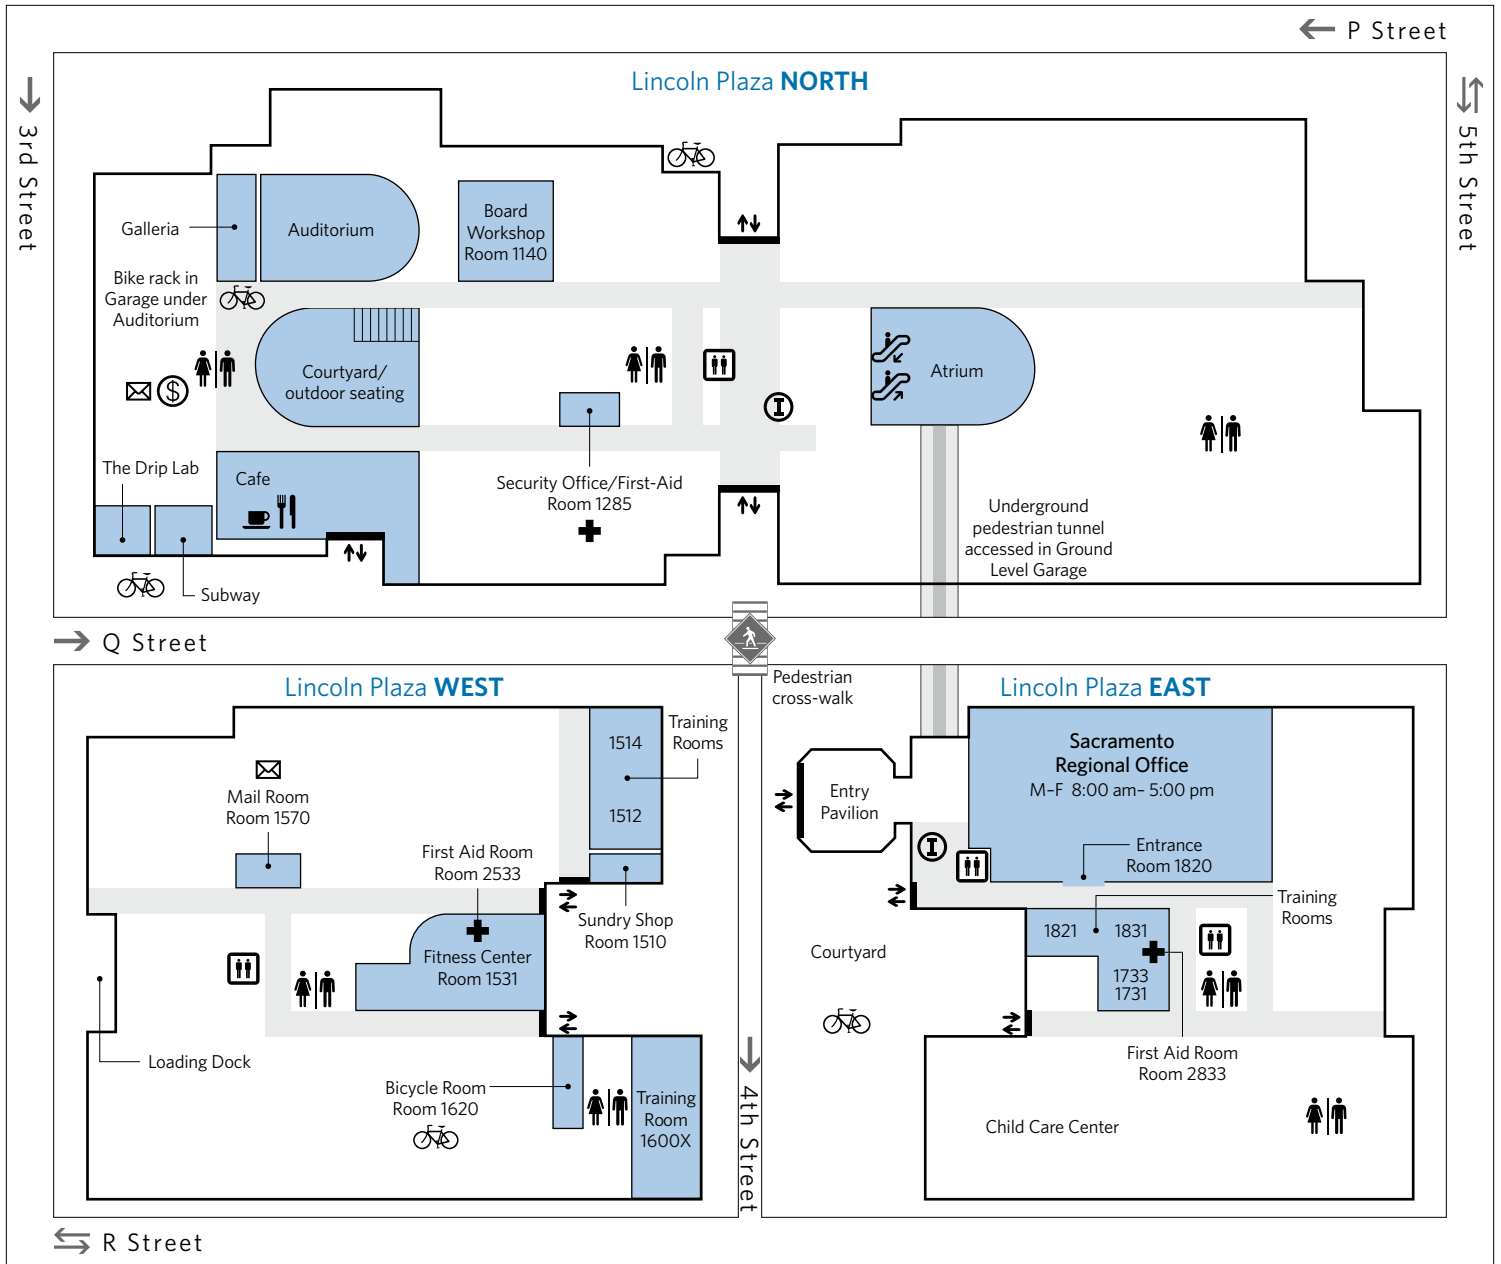 P Street
3rd Street
5th Street
Lincoln Plaza NORTH
Galleria
Auditorium
Board
Workshop
Room 1140
Bike rack in
Garage under
Auditorium
Courtyard/
outdoor seating
Atrium
$
I
The Drip Lab
Cafe
Security Office/First-Aid
Room 1285
Underground
pedestrian tunnel
accessed in Ground
Level Garage
Subway
Q Street
Pedestrian
cross-walk
Lincoln Plaza WEST
Training
Rooms
1514
1512
Mail Room
Room 1570
First Aid Room
Room 2533
Sundry Shop
Room 1510
Fitness Center
Room 1531
Loading Dock
Bicycle Room
Room 1620
Training
Room
1600X
4th Street
Lincoln Plaza EAST
Sacramento
Regional Office
M–F 8:00 am– 5:00 pm
Entry
Pavilion
I
Entrance
Room 1820
Training
Rooms
1821
1831
1733
1731
Courtyard
First Aid Room
Room 2833
Child Care Center
R Street